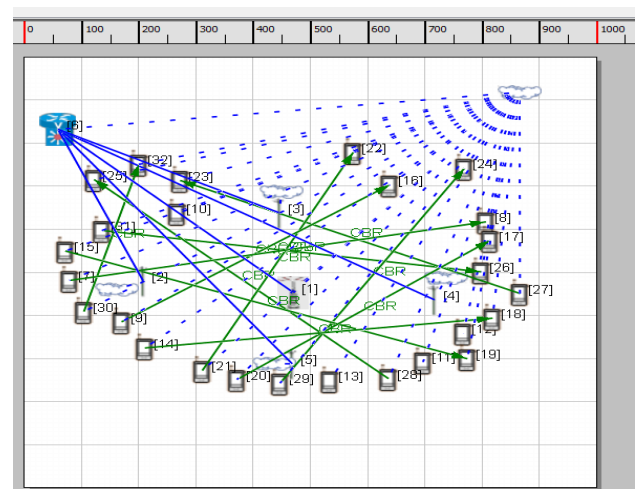 0 100 200 300 400 500 600 700 800 900 1000
[6]
[22]
[32] [24]
[25] [23] [16]
[10] [3]
[8]
[31] CBR CBR [17]
[15] CBR
CBR CBR [26]
[7] [2] [1] [4] [27]
CBR CBR
[30] [9] [18]
CBR [12]
[14] [5] [11] [19]
[21] [20] [29] [13] [28]